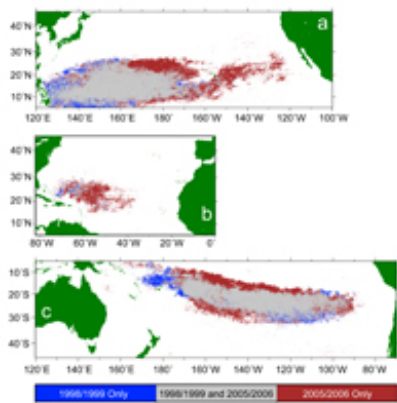 40˚N
30˚N
20˚N
10˚N
a
120˚E 140˚E 160˚E 180˚W 160˚W 140˚W 120˚W 100˚W
40˚N
30˚N
20˚N
10˚N
b
80˚W 60˚W 40˚W 20˚W 0˚
10˚S
20˚S
30˚S
40˚S
c
120˚E 140˚E 160˚E 180˚W 160˚W 140˚W 120˚W 100˚W 80˚W
1998/1999 Only 1998/1999 and 2005/2006 2005/2006 Only